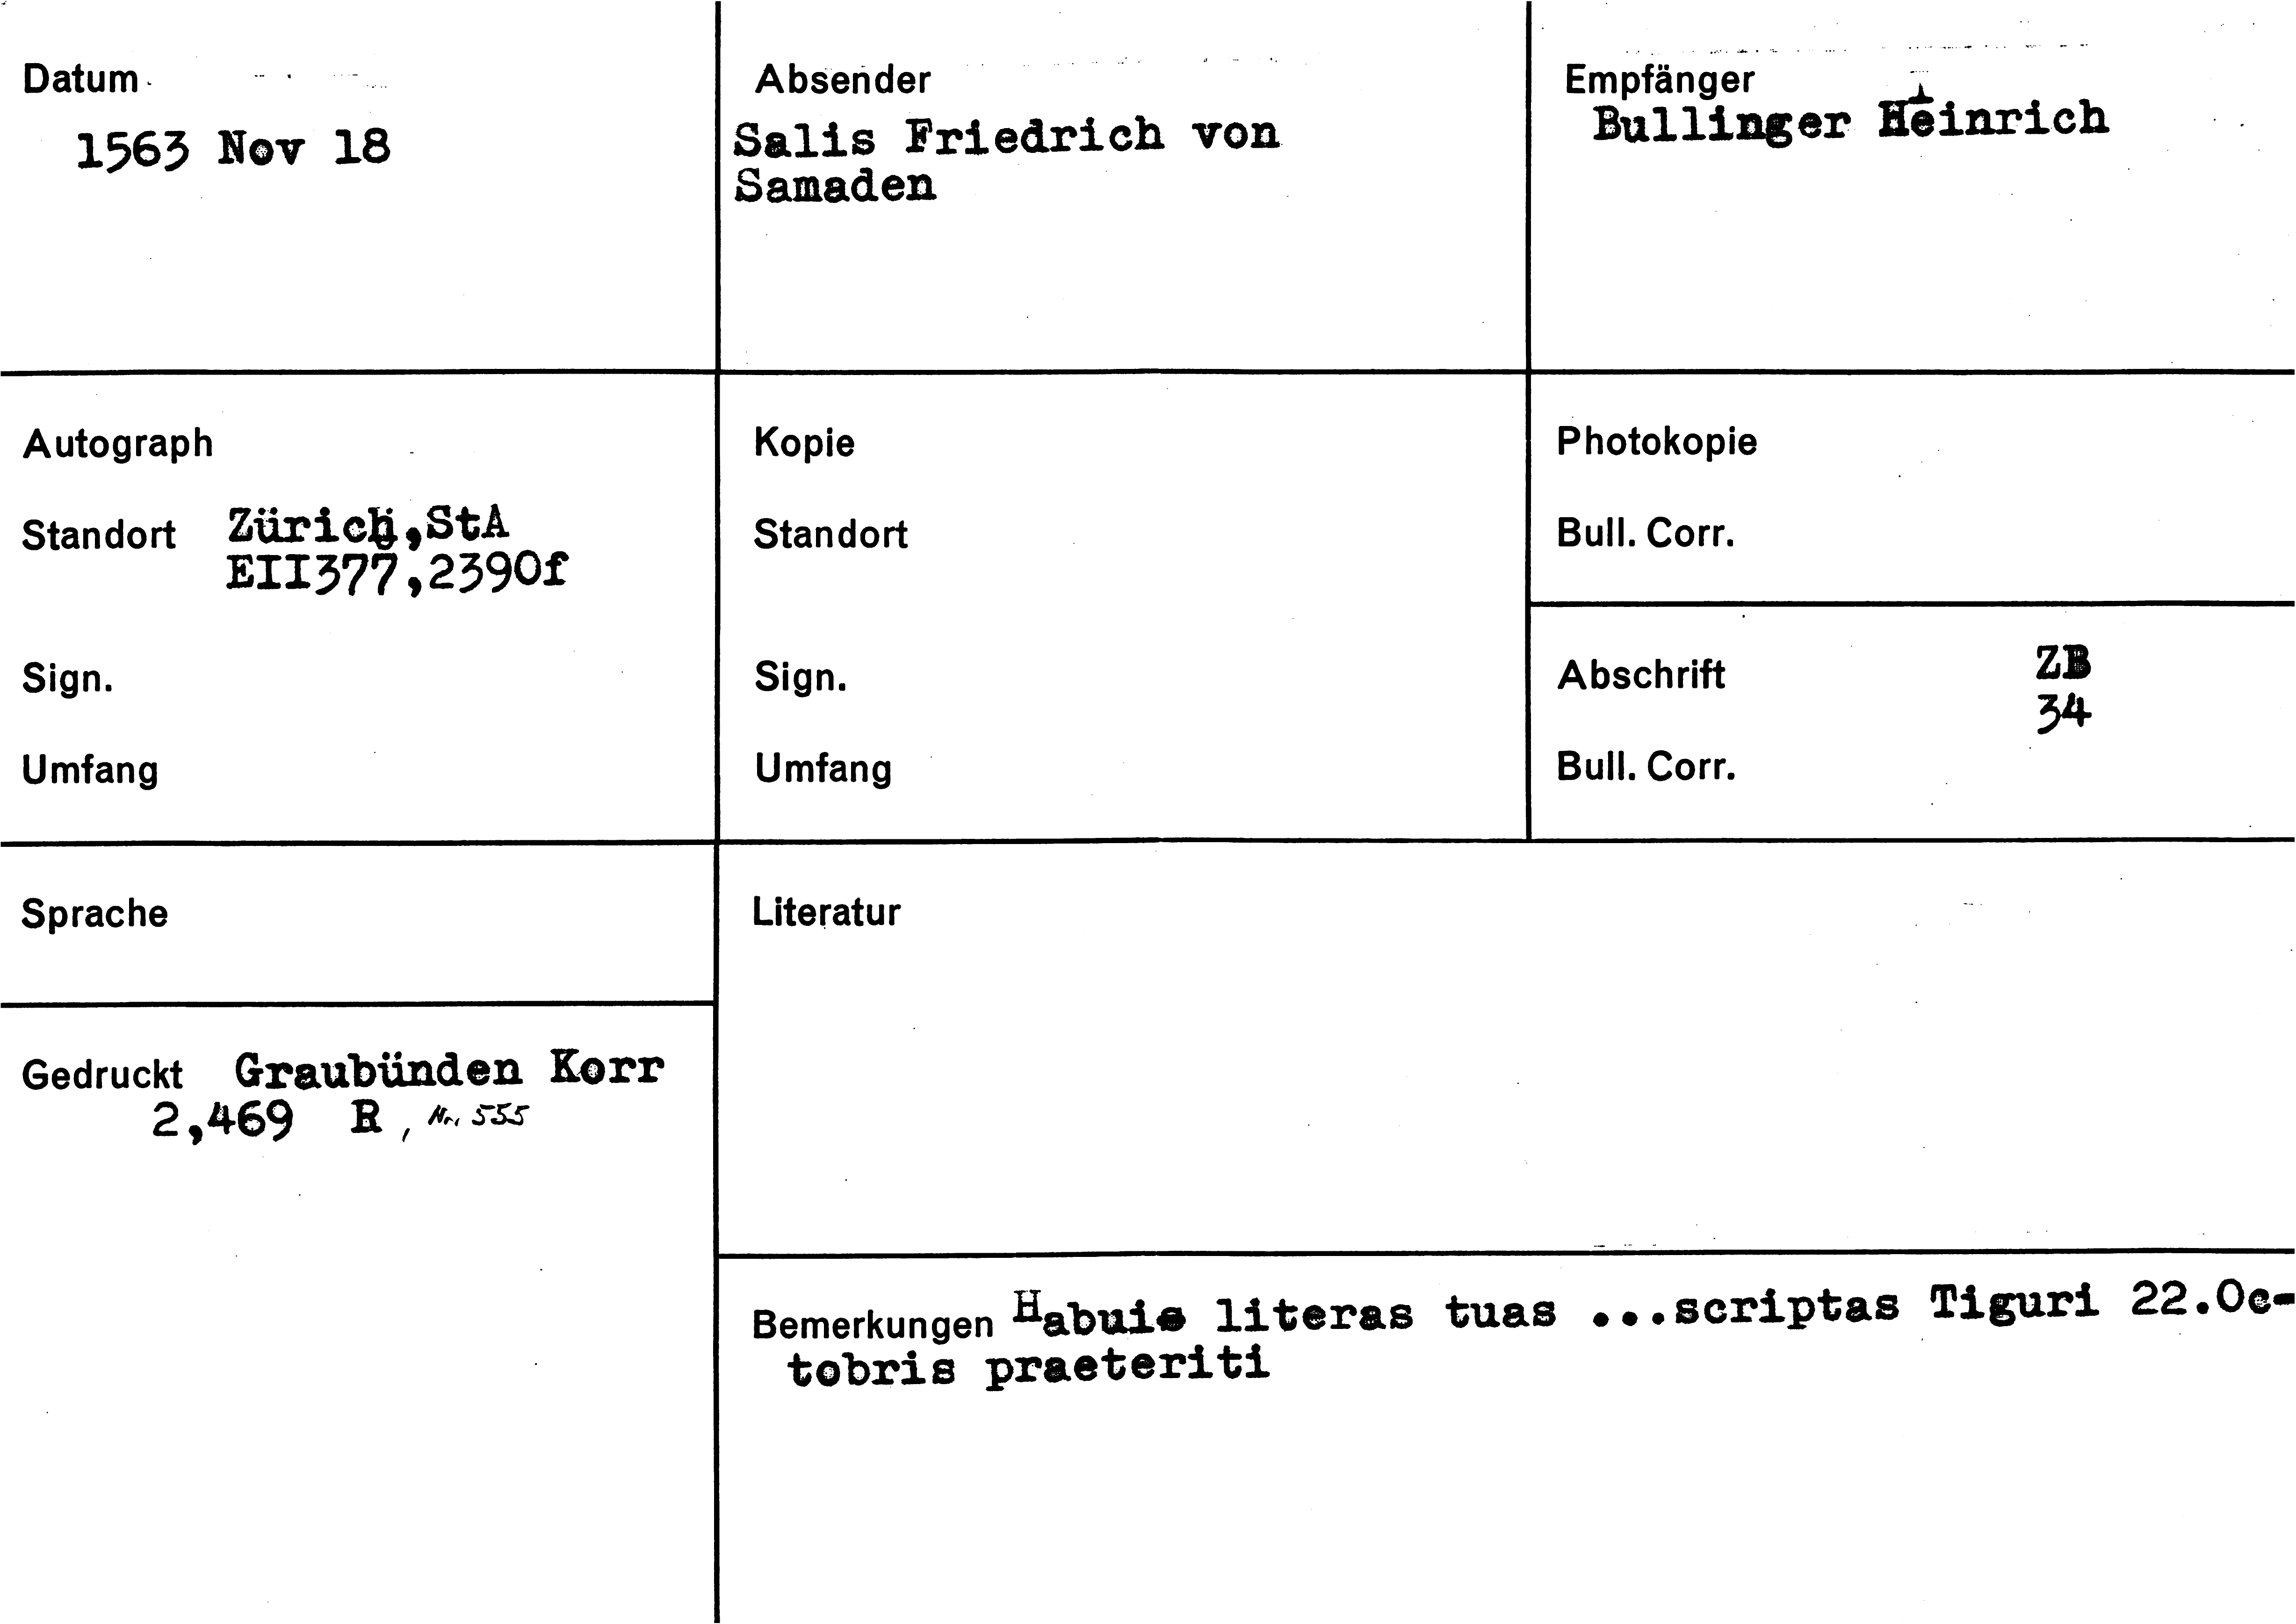 Datum
1563 Nov 18
Absender
Salis Friedrich von
Samaden
Empfänger
Bullinger Heinrich
Autograph
Standort Zürich,StA
EII377,2390f
Sign.
Umfang
Kopie
Standort
Sign.
Umfang
Photokopie
Bull. Corr.
Abschrift ZB
34
Bull. Corr.
Sprache
Gedruckt Graubünden Korr
2,469 R , Nr. 555
Literatur
Bemerkungen Habuie literas tuas ...scriptas Tiguri 22.Oc-
tobris praeteriti